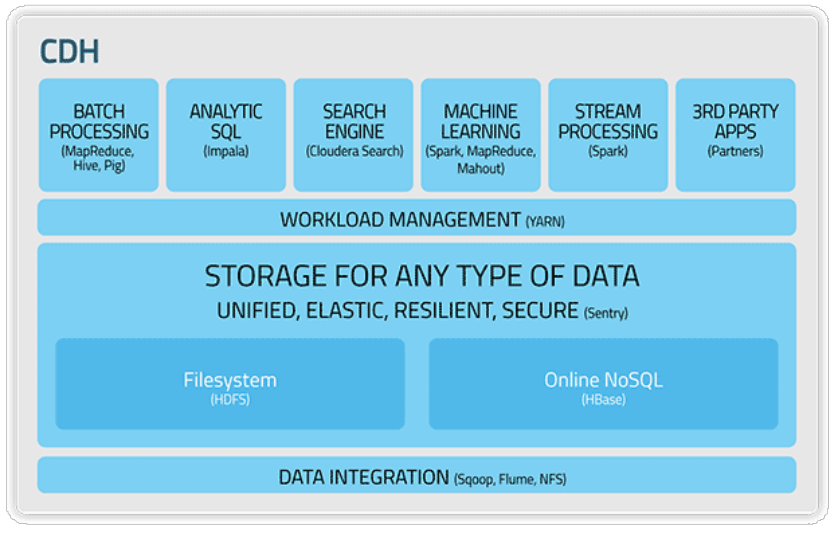 CDH
BATCH
PROCESSING
(MapReduce,
Hive, Pig)
ANALYTIC
SQL
(Impala)
SEARCH
ENGINE
(Cloudera Search)
MACHINE
LEARNING
(Spark, MapReduce,
Mahout)
STREAM
PROCESSING
(Spark)
3RD PARTY
APPS
(Partners)
WORKLOAD MANAGEMENT (YARN)
STORAGE FOR ANY TYPE OF DATA
UNIFIED, ELASTIC, RESILIENT, SECURE (Sentry)
Filesystem
(HDFS)
Online NoSQL
(HBase)
DATA INTEGRATION (Sqoop, Flume, NFS)